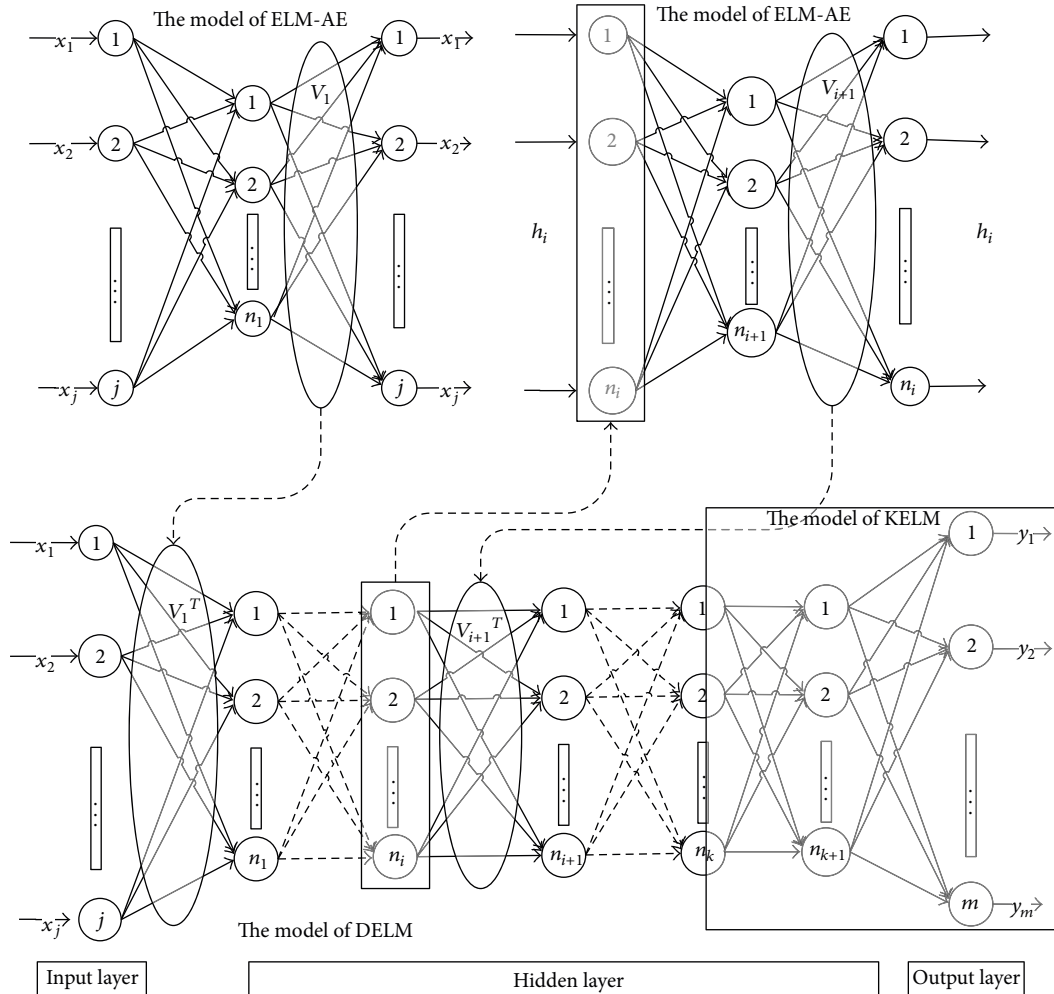 The model of ELM-AE
x₁ 1 1 x₁
V₁
1
x₂ 2 2 x₂
2
...
...
...
n₁
xⱼ j j xⱼ
The model of ELM-AE
1 1
Vᵢ₊₁
1
2 2
2
hᵢ hᵢ
...
...
...
nᵢ₊₁
nᵢ nᵢ
The model of KELM
x₁ 1 1 y₁
V₁ᵀ 1 1 Vᵢ₊₁ᵀ 1 1 1
x₂ 2 2 y₂
2 2 2 2 2
... ... ... ... ... ... ...
n₁ nᵢ nᵢ₊₁ nₖ nₖ₊₁
xⱼ j m yₘ
The model of DELM
Input layer Hidden layer Output layer